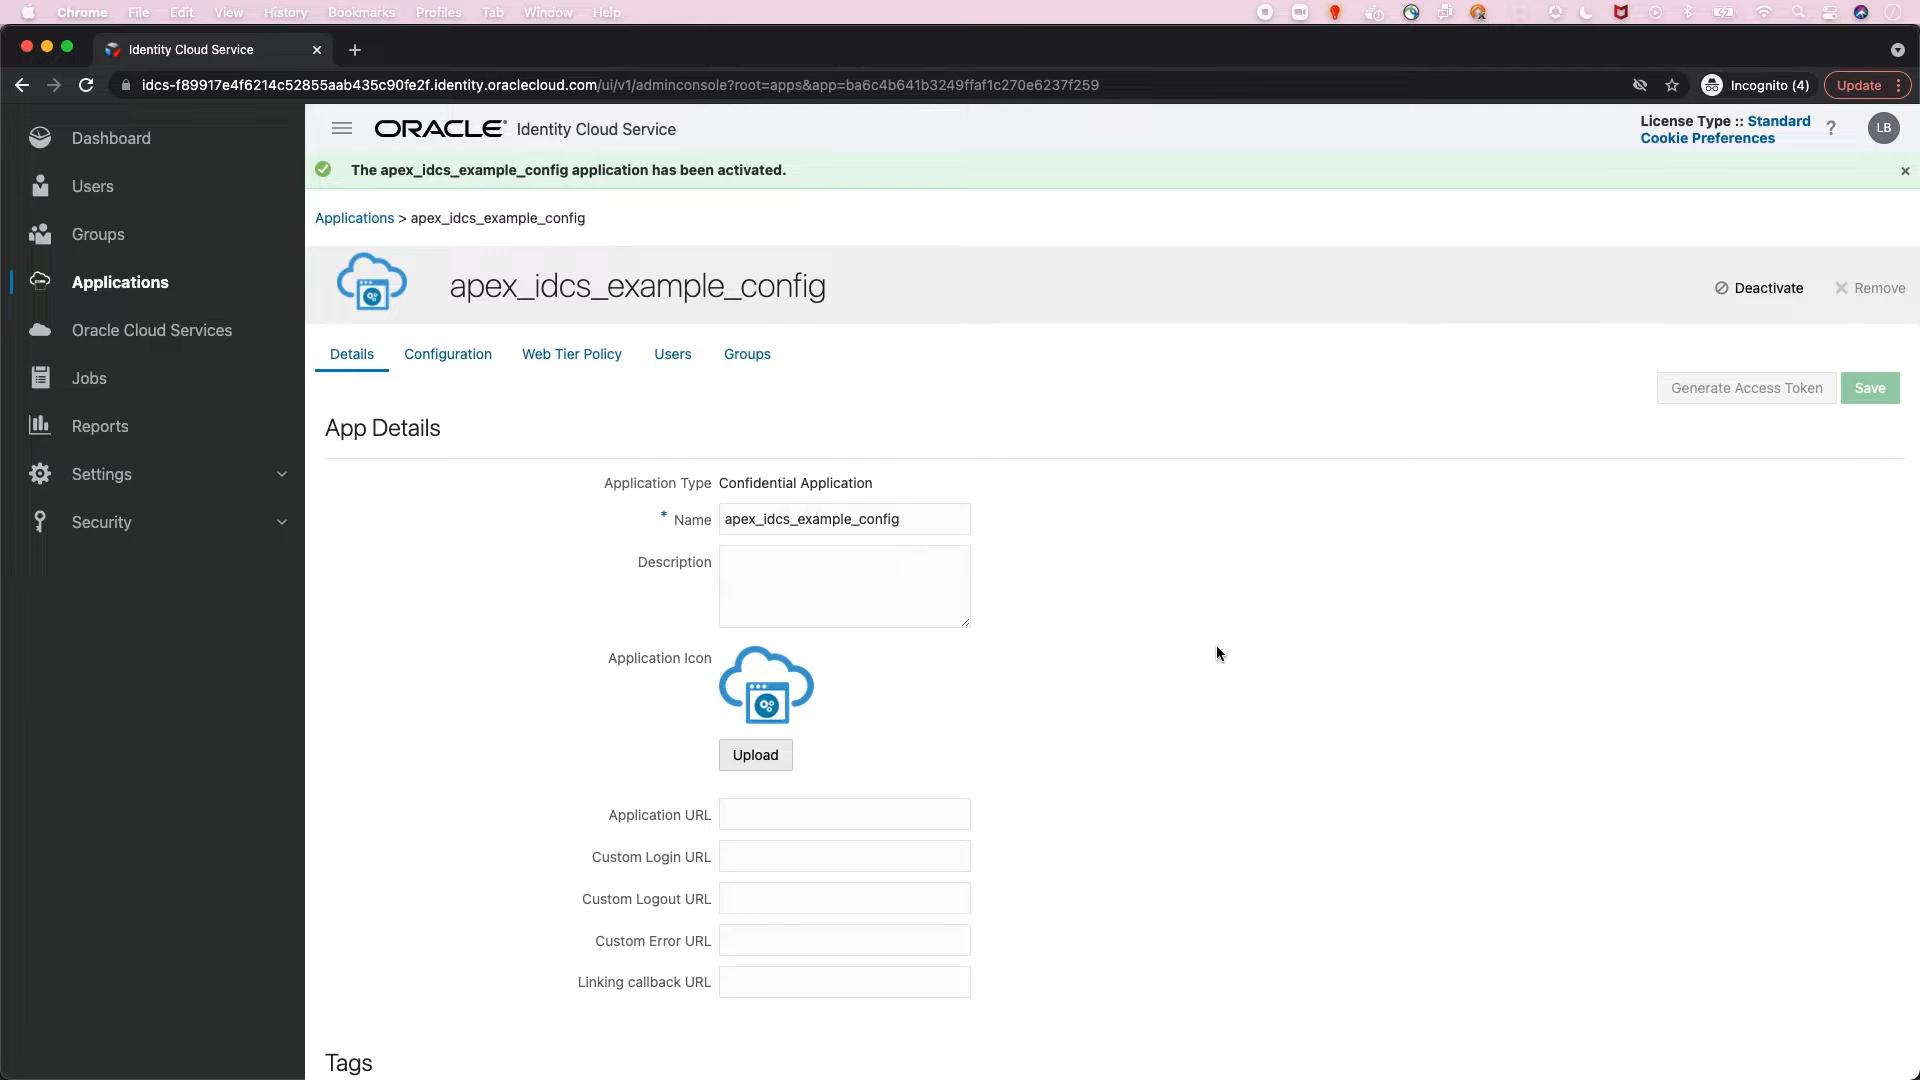 Chrome File Edit View History Bookmarks Profiles Tab Window Help
Identity Cloud Service
idcs-f89917e4f6214c52855aab435c90fe2f.identity.oraclecloud.com/ui/v1/adminconsole?root=apps&app=ba6c4b641b3249ffaf1c270e6237f259
Incognito (4)
Update
Dashboard
Users
Groups
Applications
Oracle Cloud Services
Jobs
Reports
Settings
Security
ORACLE Identity Cloud Service
License Type :: Standard
Cookie Preferences
?
LB
The apex_idcs_example_config application has been activated.
Applications > apex_idcs_example_config
apex_idcs_example_config
Deactivate
Remove
Details Configuration Web Tier Policy Users Groups
Generate Access Token Save
App Details
Application Type Confidential Application
* Name apex_idcs_example_config
Description
Application Icon
Upload
Application URL
Custom Login URL
Custom Logout URL
Custom Error URL
Linking callback URL
Tags